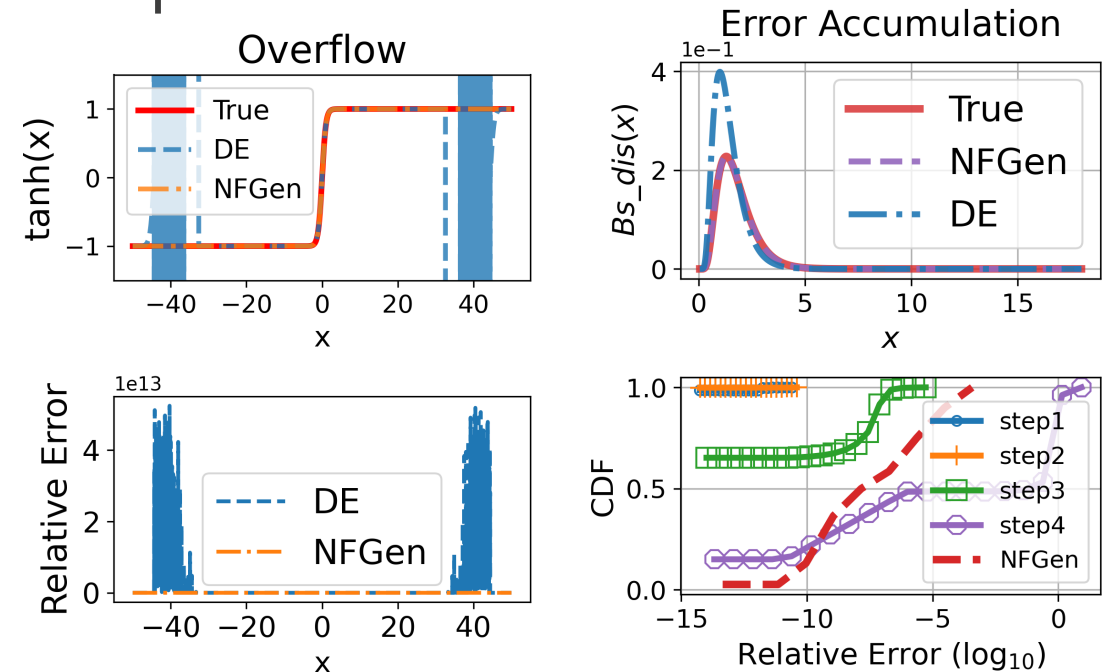 Overflow
tanh(x)
1
0
−1
True
DE
NFGen
−40 −20 0 20 40
x
Error Accumulation
1e−1
Bs_dis(x)
4
2
0
True
NFGen
DE
0 5 10 15
x
1e13
Relative Error
4
2
0
DE
NFGen
−40 −20 0 20 40
x
CDF
1.0
0.5
0.0
step1
step2
step3
step4
NFGen
−15 −10 −5 0
Relative Error (log₁₀)